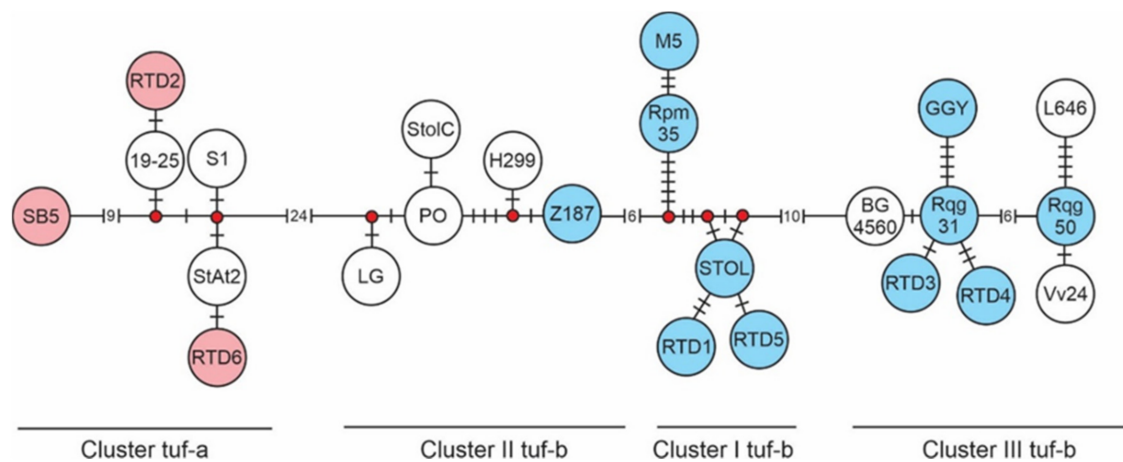 M5
RTD2
Rpm
35
GGY
L646
StolC
19-25
S1
H299
SB5
9
24
PO
Z187
6
10
BG
4560
Rqg
31
6
Rqg
50
StAt2
LG
STOL
RTD3
RTD4
Vv24
RTD6
RTD1
RTD5
Cluster tuf-a
Cluster II tuf-b
Cluster I tuf-b
Cluster III tuf-b